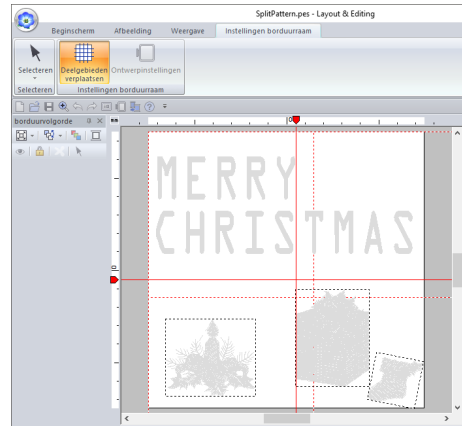 SplitPattern.pes - Layout & Editing
Beginscherm Afbeelding Weergave Instellingen borduurraam
Selecteren Deelgebieden verplaatsen Ontwerpinstellingen
Selecteren Instellingen borduurraam
borduurvolgorde
MERRY
CHRISTMAS